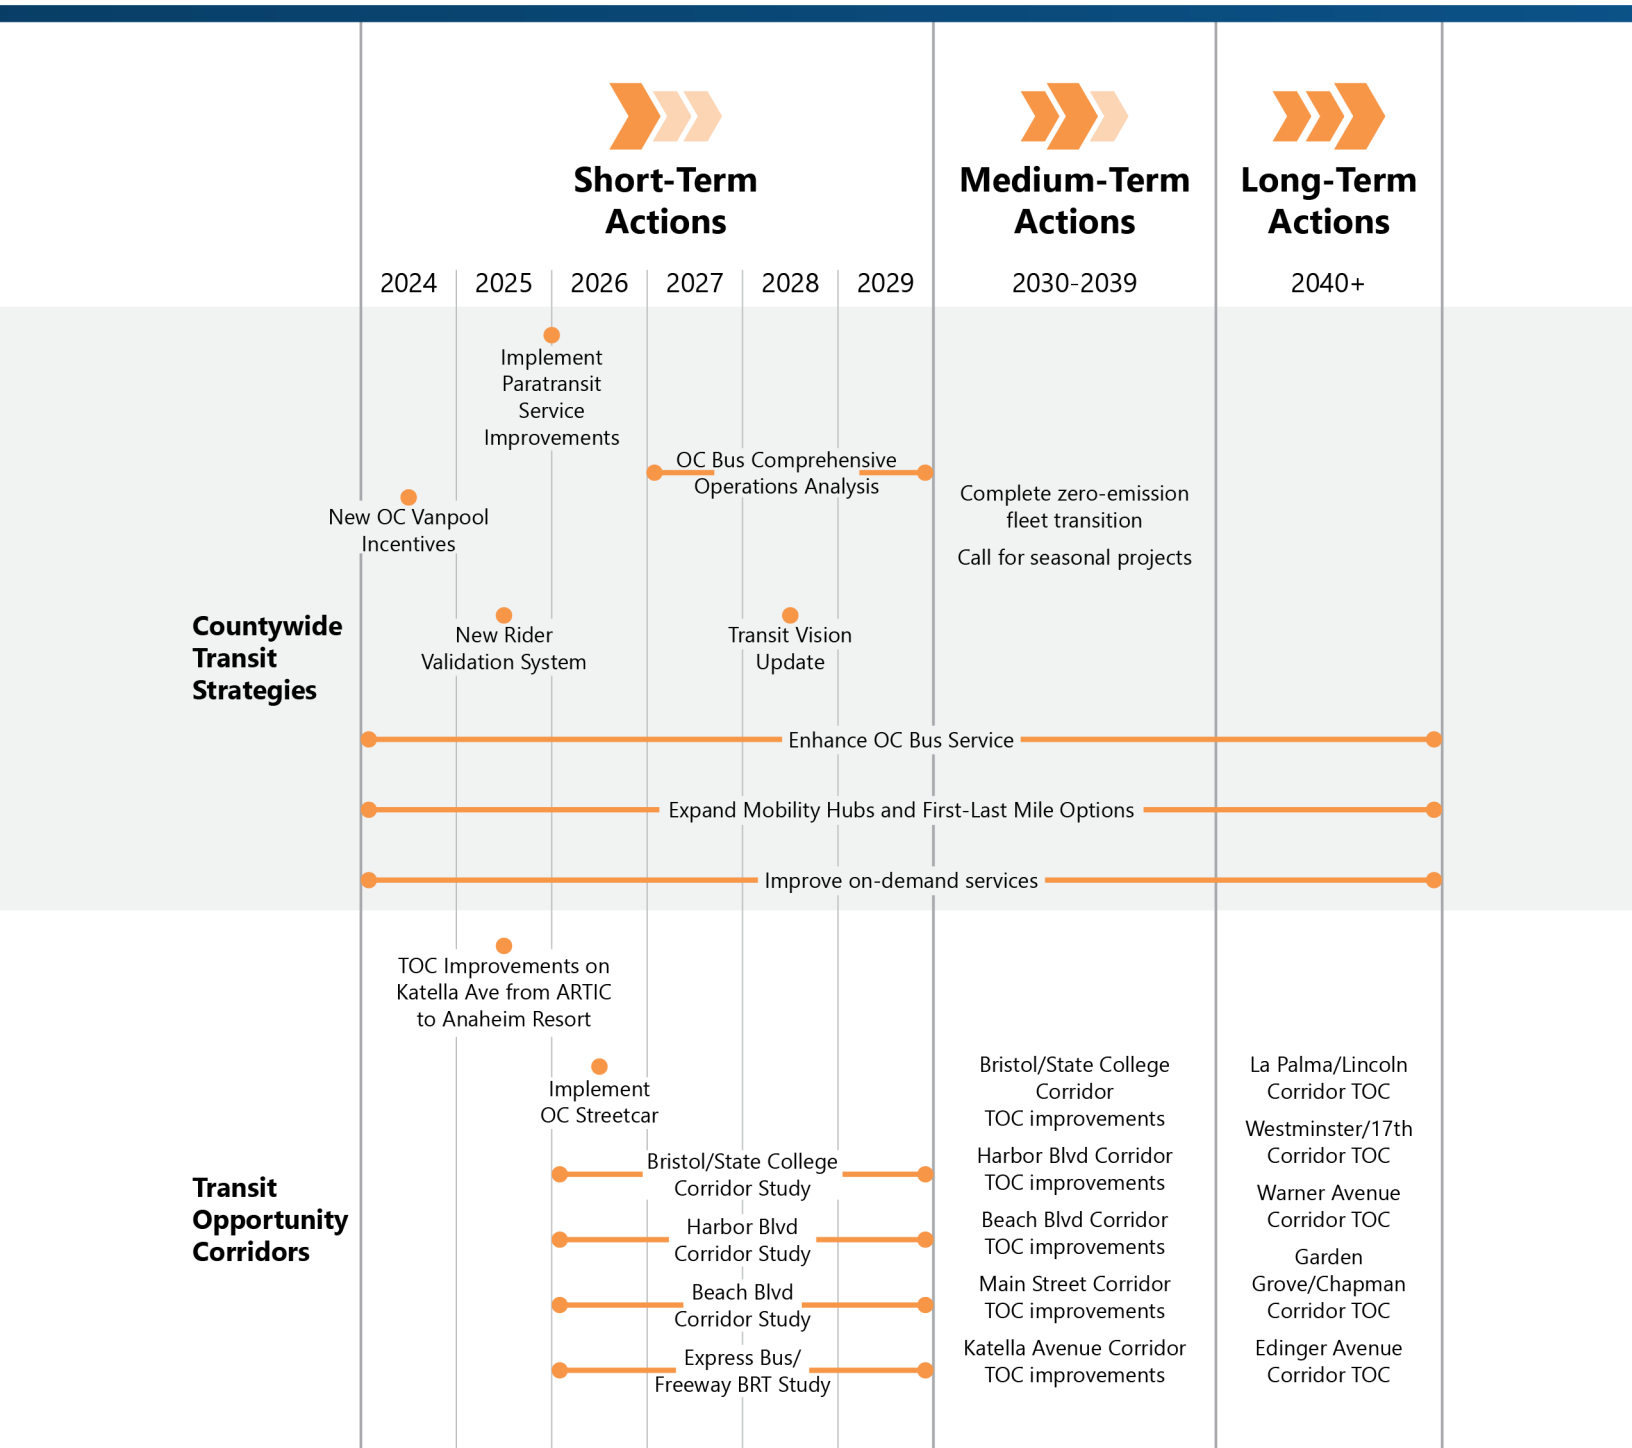 Short-Term
Actions
Medium-Term
Actions
Long-Term
Actions
2024
2025
2026
2027
2028
2029
2030-2039
2040+
Countywide
Transit
Strategies
Implement
Paratransit
Service
Improvements
OC Bus Comprehensive
Operations Analysis
New OC Vanpool
Incentives
New Rider
Validation System
Transit Vision
Update
Complete zero-emission
fleet transition
Call for seasonal projects
Enhance OC Bus Service
Expand Mobility Hubs and First-Last Mile Options
Improve on-demand services
Transit
Opportunity
Corridors
TOC Improvements on
Katella Ave from ARTIC
to Anaheim Resort
Implement
OC Streetcar
Bristol/State College
Corridor Study
Harbor Blvd
Corridor Study
Beach Blvd
Corridor Study
Express Bus/
Freeway BRT Study
Bristol/State College
Corridor
TOC improvements
Harbor Blvd Corridor
TOC improvements
Beach Blvd Corridor
TOC improvements
Main Street Corridor
TOC improvements
Katella Avenue Corridor
TOC improvements
La Palma/Lincoln
Corridor TOC
Westminster/17th
Corridor TOC
Warner Avenue
Corridor TOC
Garden
Grove/Chapman
Corridor TOC
Edinger Avenue
Corridor TOC